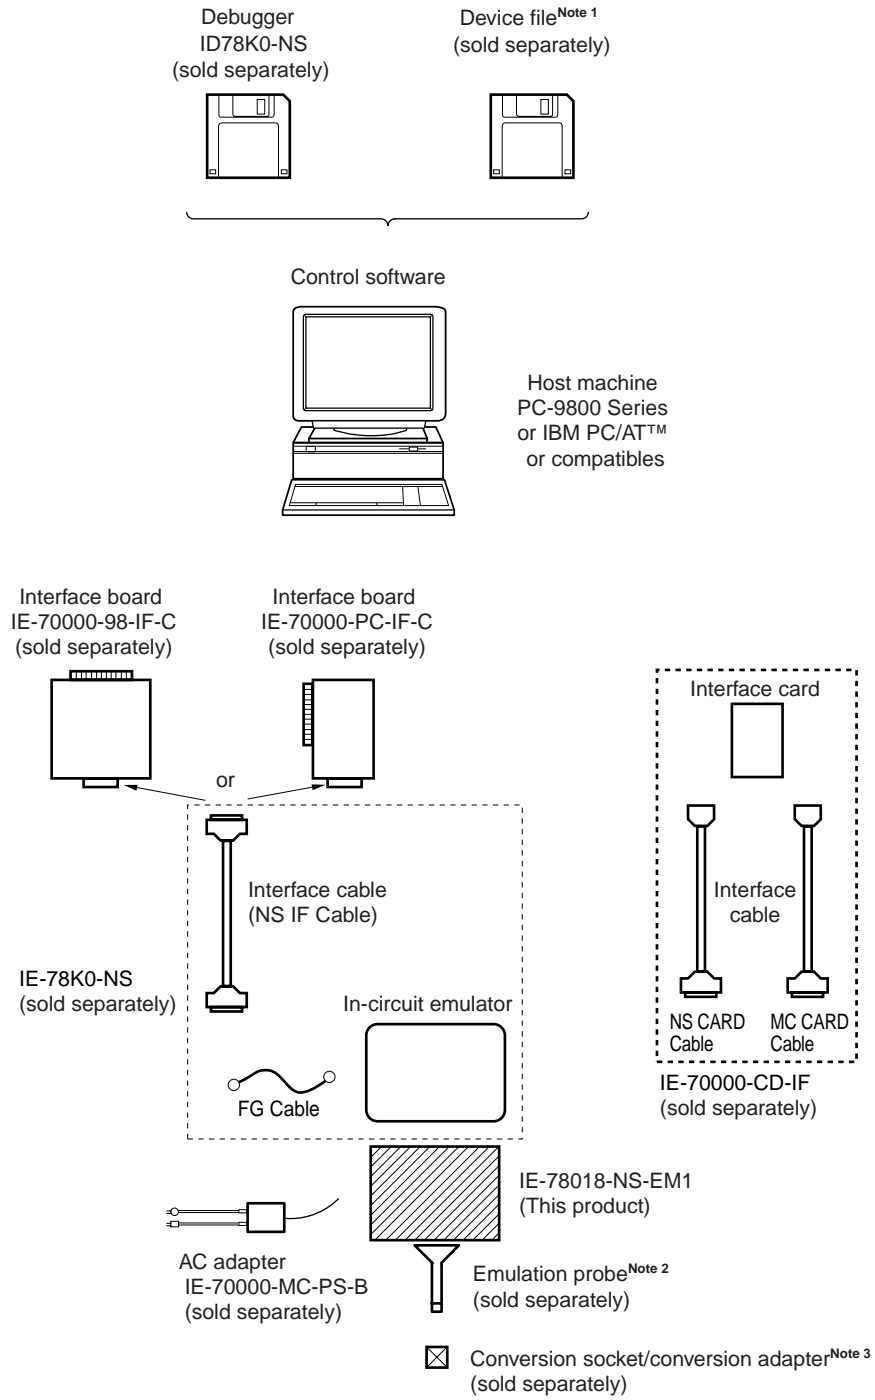 Debugger
ID78K0-NS
(sold separately)
Device fileNote 1
(sold separately)
Control software
Host machine
PC-9800 Series
or IBM PC/AT™
or compatibles
Interface board
IE-70000-98-IF-C
(sold separately)
Interface board
IE-70000-PC-IF-C
(sold separately)
or
Interface card
Interface
cable
NS CARD
Cable
MC CARD
Cable
IE-70000-CD-IF
(sold separately)
Interface cable
(NS IF Cable)
IE-78K0-NS
(sold separately)
In-circuit emulator
FG Cable
IE-78018-NS-EM1
(This product)
AC adapter
IE-70000-MC-PS-B
(sold separately)
Emulation probeNote 2
(sold separately)
Conversion socket/conversion adapterNote 3
(sold separately)